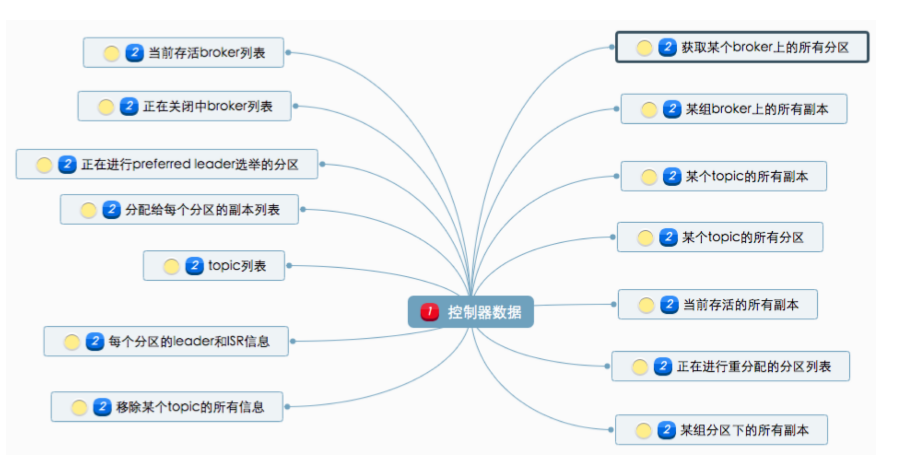 2 当前存活broker列表
2 正在关闭中broker列表
2 正在进行preferred leader选举的分区
2 分配给每个分区的副本列表
2 topic列表
2 每个分区的leader和ISR信息
2 移除某个topic的所有信息
1 控制器数据
2 获取某个broker上的所有分区
2 某组broker上的所有副本
2 某个topic的所有副本
2 某个topic的所有分区
2 当前存活的所有副本
2 正在进行重分配的分区列表
2 某组分区下的所有副本